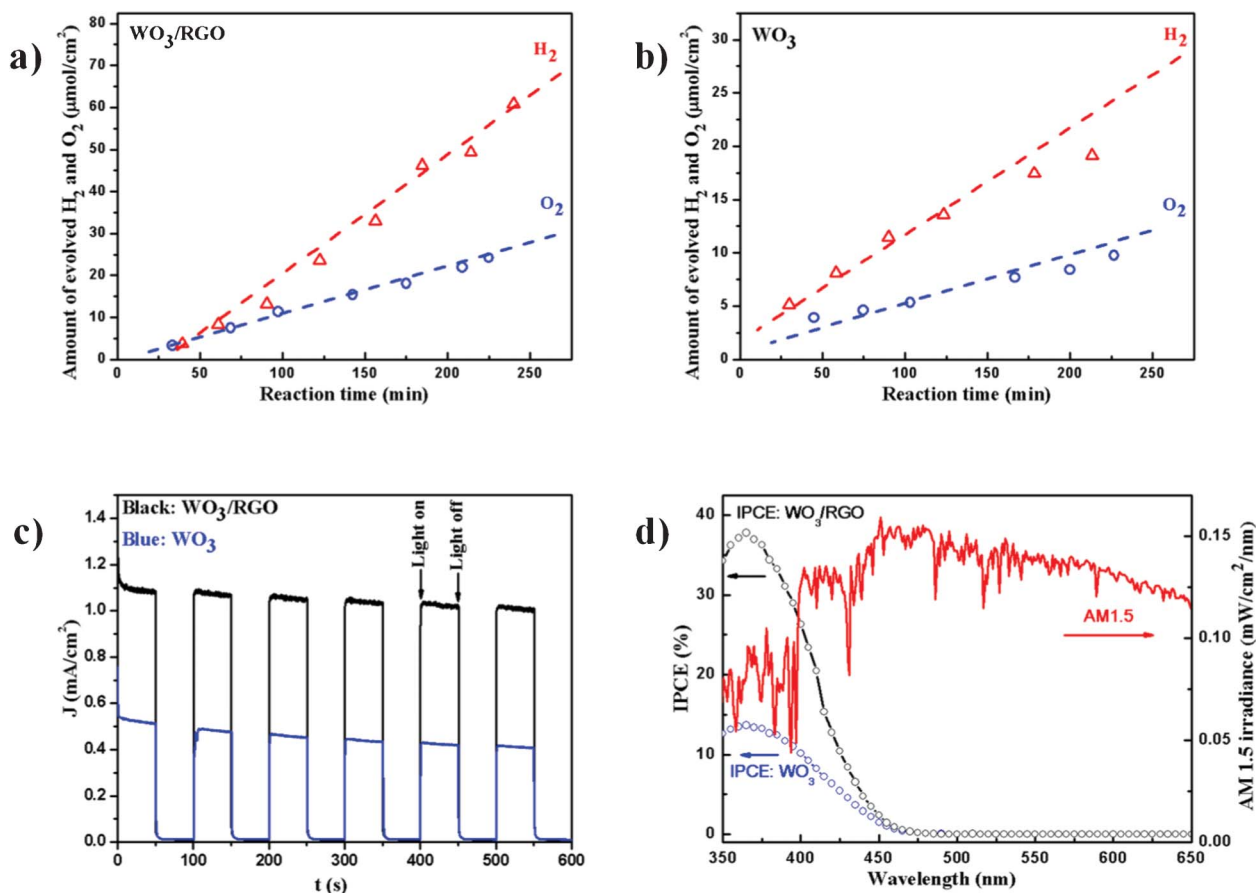 a)
WO3/RGO
H2
O2
Amount of evolved H2 and O2 (μmol/cm2)
80
70
60
50
40
30
20
10
0
0 50 100 150 200 250
Reaction time (min)
b)
WO3
H2
O2
Amount of evolved H2 and O2 (μmol/cm2)
30
25
20
15
10
5
0
0 50 100 150 200 250
Reaction time (min)
c)
Black: WO3/RGO
Blue: WO3
Light on
Light off
J (mA/cm2)
1.4
1.2
1.0
0.8
0.6
0.4
0.2
0.0
0 100 200 300 400 500 600
t (s)
d)
IPCE: WO3/RGO
AM1.5
IPCE: WO3
IPCE (%)
40
35
30
25
20
15
10
5
0
AM 1.5 irradiance (mW/cm2/nm)
0.15
0.10
0.05
0.00
350 400 450 500 550 600 650
Wavelength (nm)